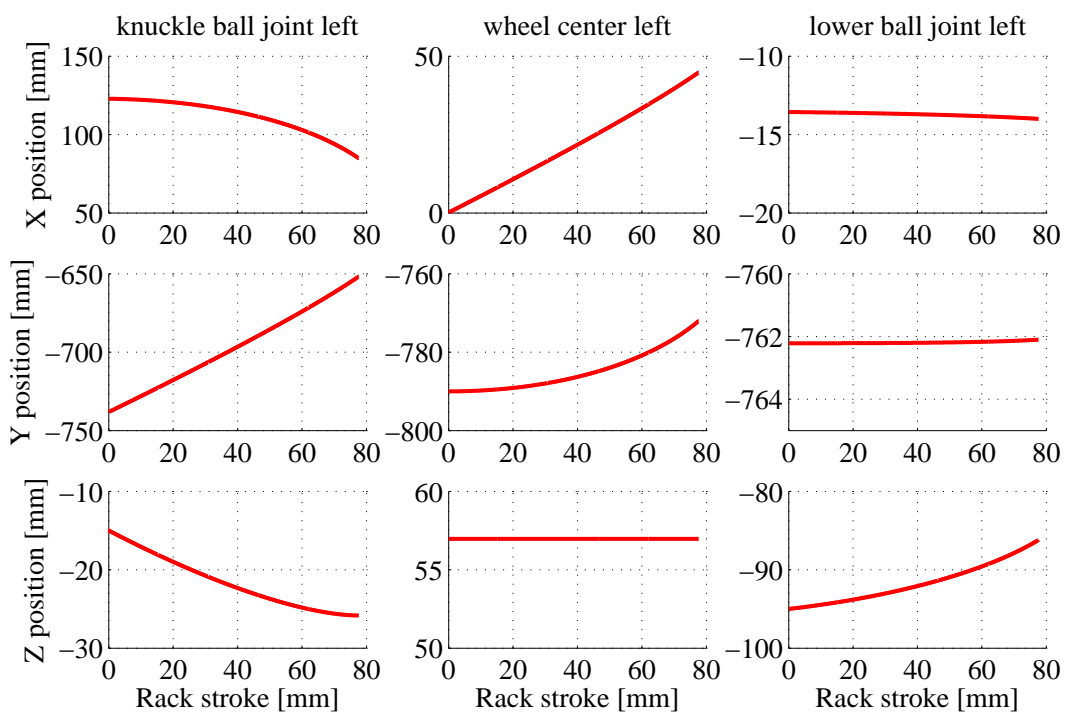 knuckle ball joint left
wheel center left
lower ball joint left
X position [mm]
150
100
50
0 20 40 60 80
50
0
0 20 40 60 80
−10
−15
−20
0 20 40 60 80
Y position [mm]
−650
−700
−750
0 20 40 60 80
−760
−780
−800
0 20 40 60 80
−760
−762
−764
0 20 40 60 80
Z position [mm]
−10
−20
−30
0 20 40 60 80
Rack stroke [mm]
60
55
50
0 20 40 60 80
Rack stroke [mm]
−80
−90
−100
0 20 40 60 80
Rack stroke [mm]